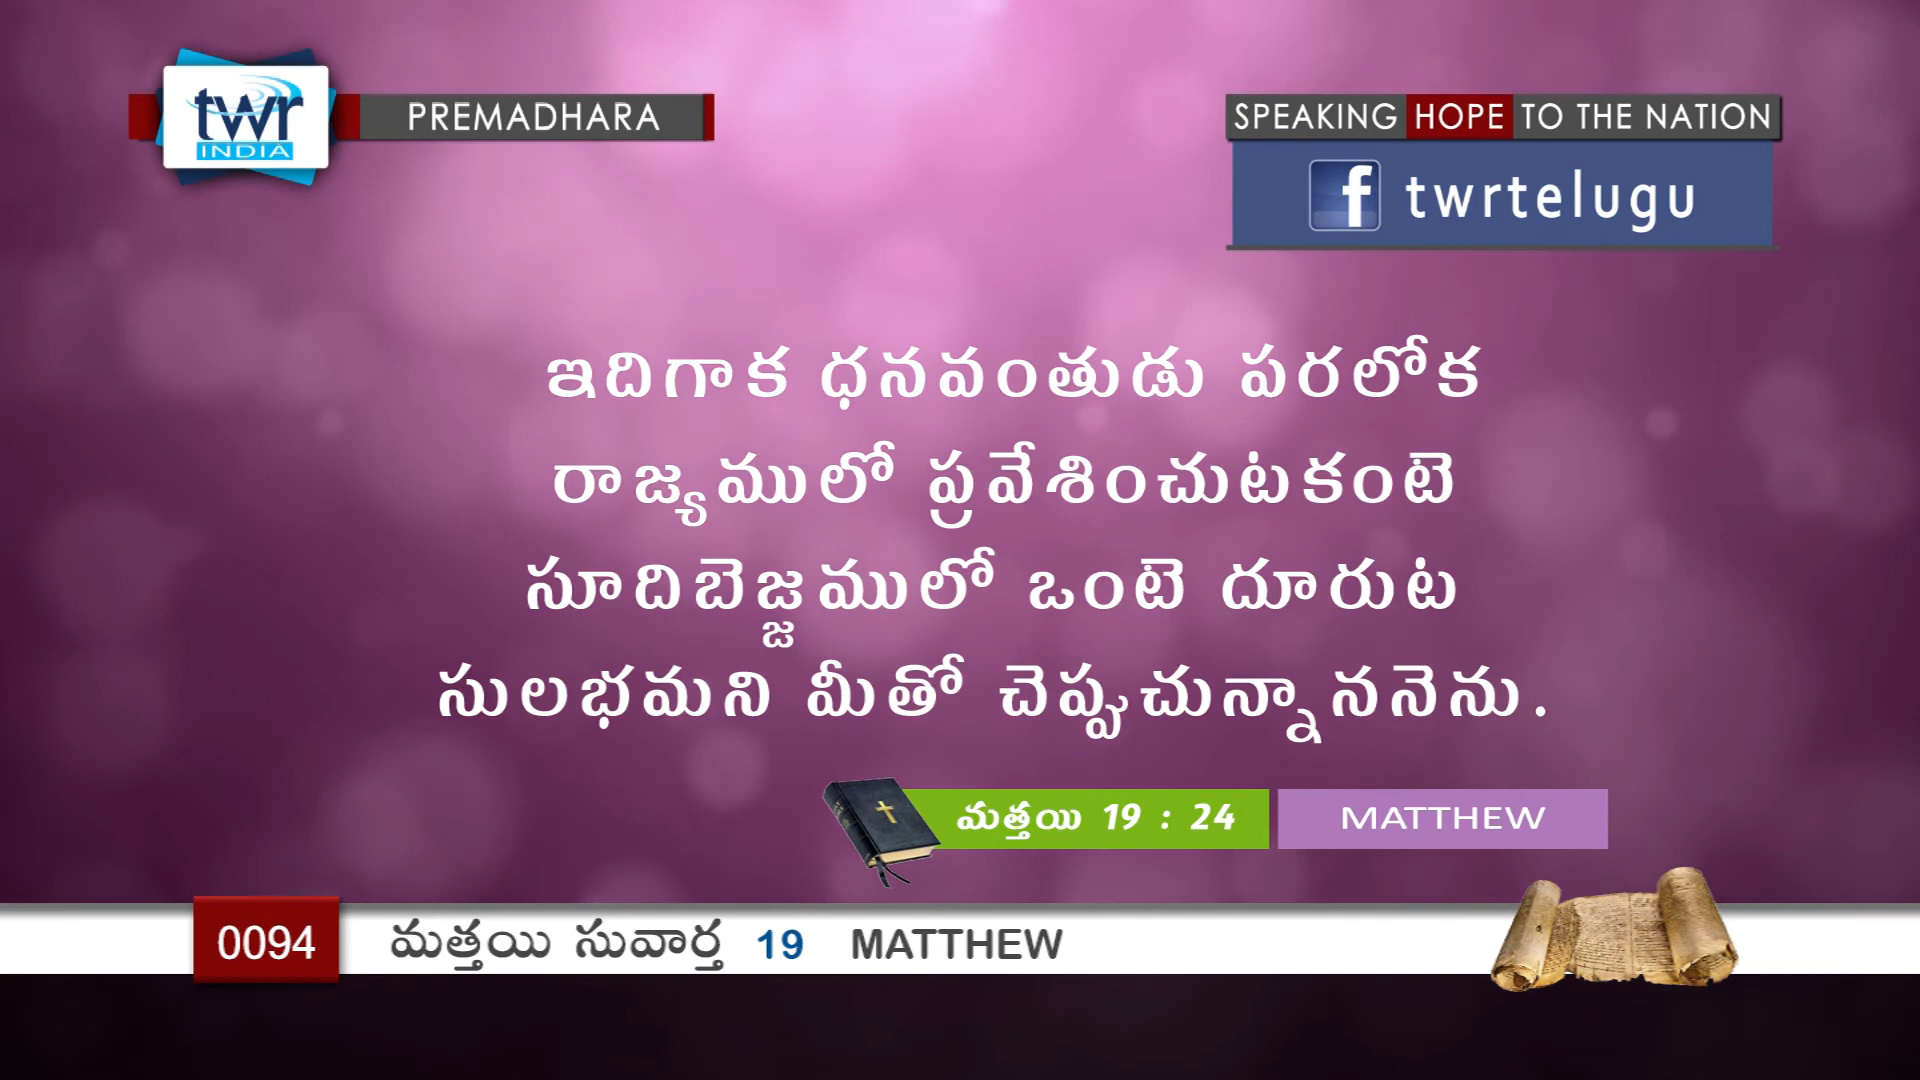 twr
INDIA
PREMADHARA
SPEAKING HOPE TO THE NATION
f twrtelugu
ఇదిగాక ధనవంతుడు పరలోక
రాజ్యములో ప్రవేశించుటకంటె
సూదిబెజ్జములో ఒంటె దూరుట
సులభమని మీతో చెప్పుచున్నాననెను.
మత్తయి 19 : 24 MATTHEW
0094 మత్తయి సువార్త 19 MATTHEW